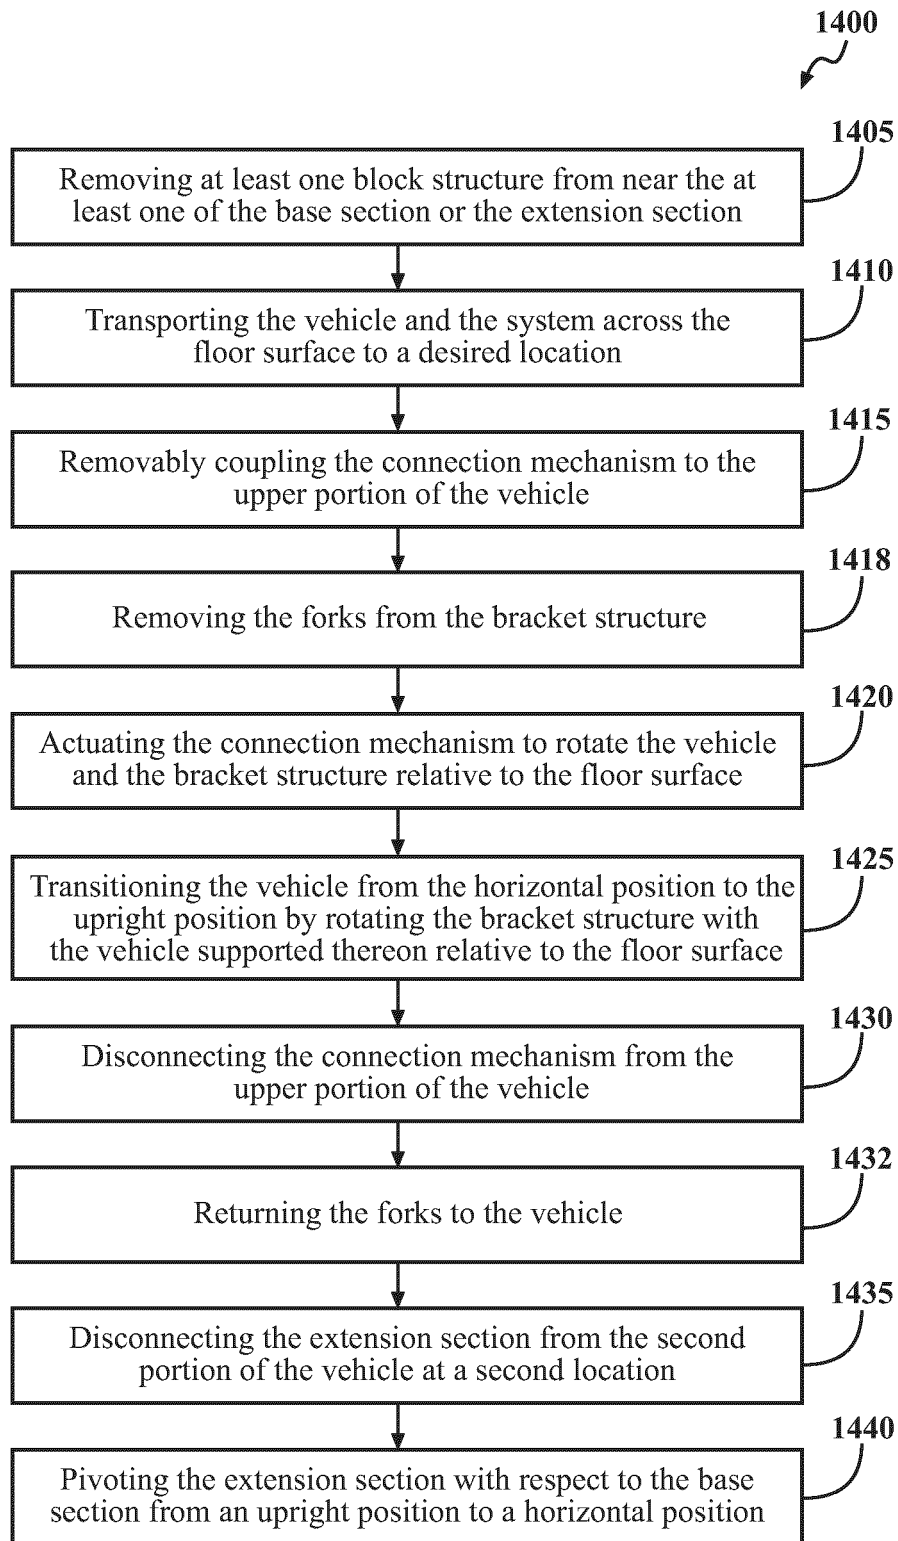 1400
1405
Removing at least one block structure from near the at
least one of the base section or the extension section
1410
Transporting the vehicle and the system across the
floor surface to a desired location
1415
Removably coupling the connection mechanism to the
upper portion of the vehicle
1418
Removing the forks from the bracket structure
1420
Actuating the connection mechanism to rotate the vehicle
and the bracket structure relative to the floor surface
1425
Transitioning the vehicle from the horizontal position to the
upright position by rotating the bracket structure with
the vehicle supported thereon relative to the floor surface
1430
Disconnecting the connection mechanism from the
upper portion of the vehicle
1432
Returning the forks to the vehicle
1435
Disconnecting the extension section from the second
portion of the vehicle at a second location
1440
Pivoting the extension section with respect to the base
section from an upright position to a horizontal position